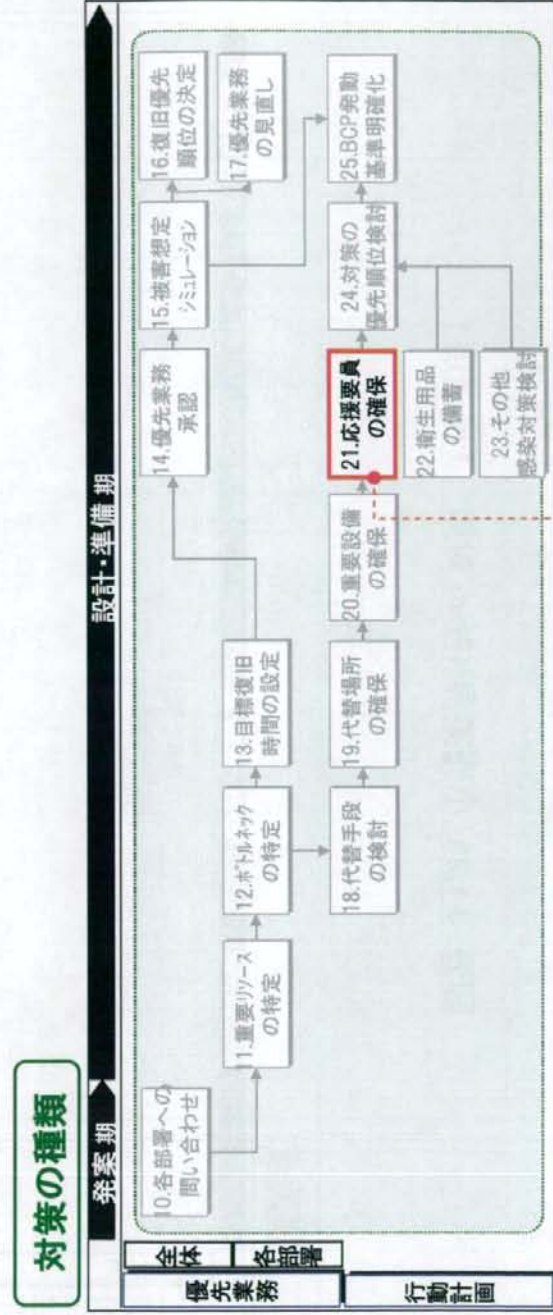 対策の種類
発案期
設計・準備期
優先業務
全体
各部署
行動計画
10.各部署への
問い合わせ
11.重要リソース
の特定
12.ボトルネック
の特定
13.目標復旧
時間の設定
14.優先業務
承認
15.被害想定
シミュレーション
16.復旧優先
順位の決定
17.優先業務
の見直し
18.代替手段
の検討
19.代替場所
の確保
20.重要設備
の確保
21.応援要員
の確保
22.衛生用品
の備蓄
23.その他
感染対策検討
24.対策の
優先順位検討
25.BCP発動
基準明確化